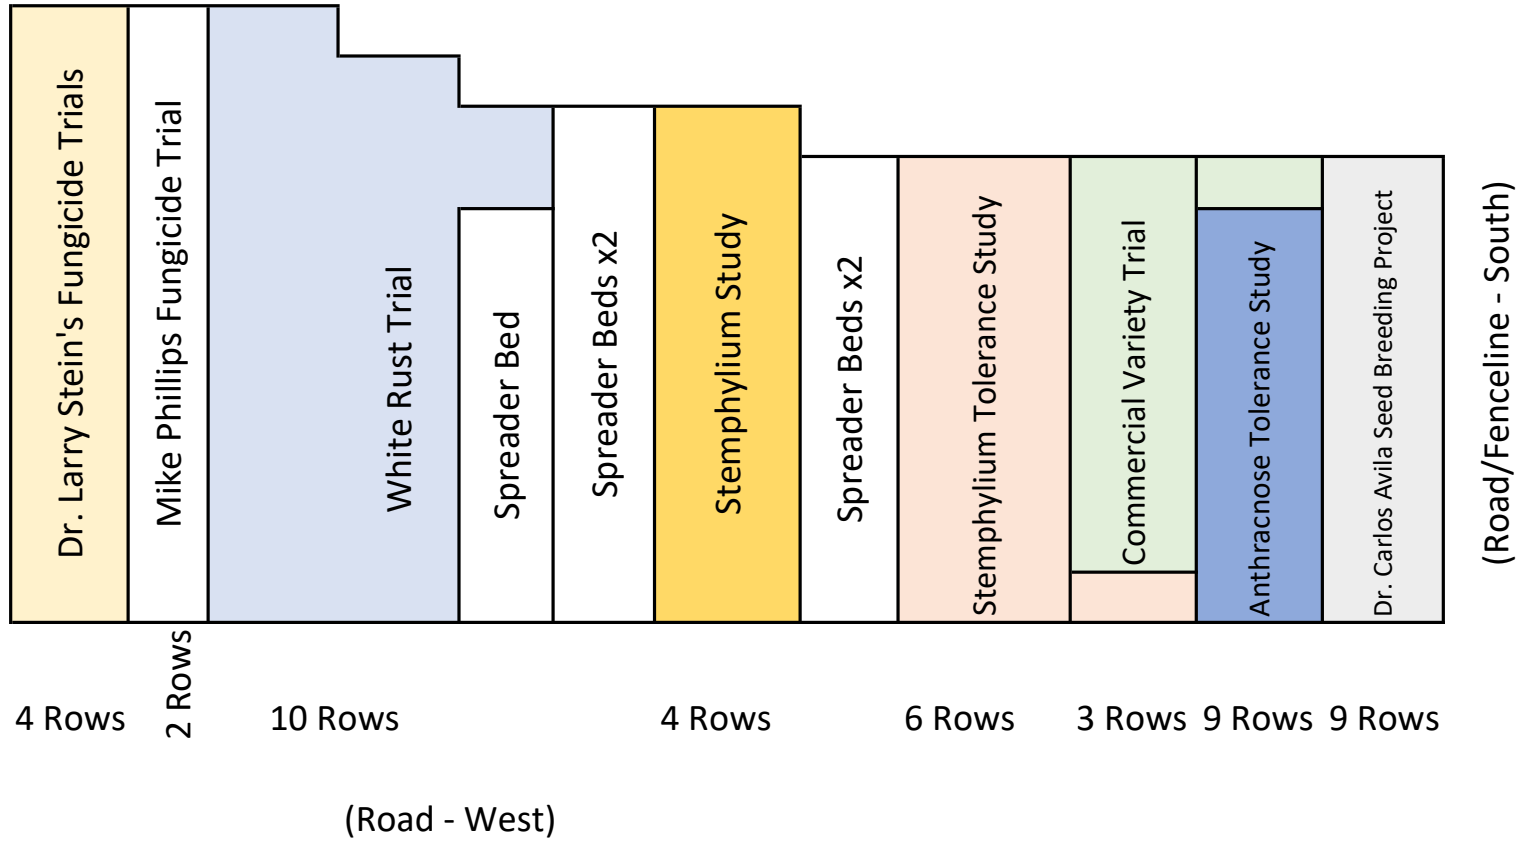 Dr. Larry Stein's Fungicide Trials
Mike Phillips Fungicide Trial
White Rust Trial
Spreader Bed
Spreader Beds x2
Stemphylium Study
Spreader Beds x2
Stemphylium Tolerance Study
Commercial Variety Trial
Anthracnose Tolerance Study
Dr. Carlos Avila Seed Breeding Project
(Road/Fenceline - South)
4 Rows
2 Rows
10 Rows
4 Rows
6 Rows
3 Rows
9 Rows
9 Rows
(Road - West)